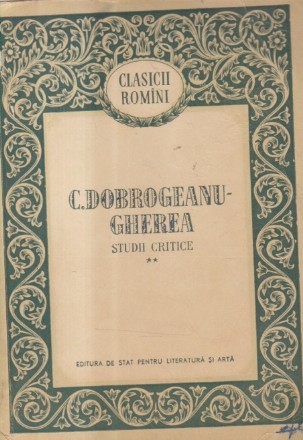 CLASICII
ROMÎNI
C.DOBROGEANU-
GHEREA
STUDII CRITICE
**
EDITURA DE STAT PENTRU LITERATURĂ ȘI ARTĂ